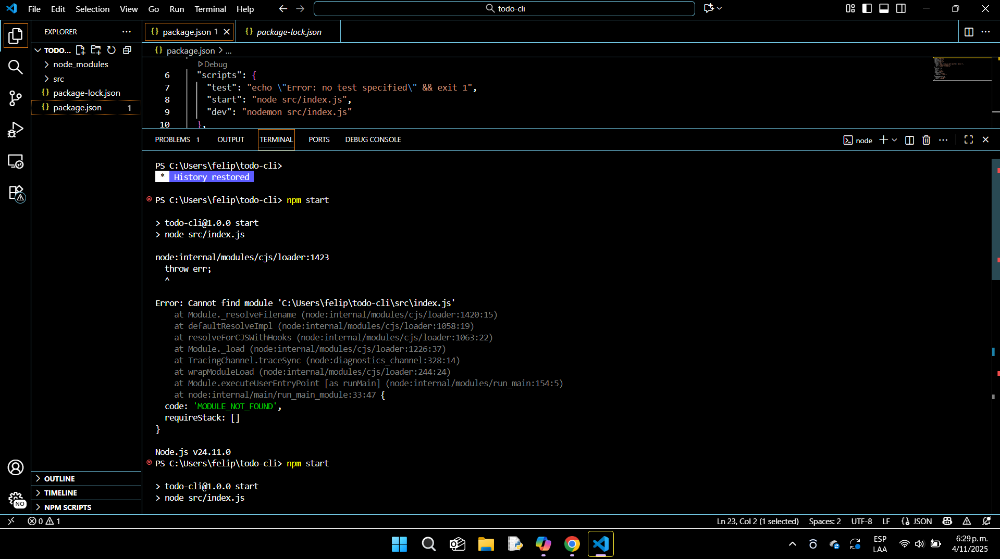 File Edit Selection View Go Run Terminal Help
todo-cli
EXPLORER
TODO...
node_modules
src
package-lock.json
package.json 1
OUTLINE
TIMELINE
NPM SCRIPTS
package.json 1
package-lock.json
package.json > ...
Debug
6 "scripts": {
7 "test": "echo \"Error: no test specified\" && exit 1",
8 "start": "node src/index.js",
9 "dev": "nodemon src/index.js"
10 },
PROBLEMS 1 OUTPUT TERMINAL PORTS DEBUG CONSOLE
node
PS C:\Users\felip\todo-cli>
* History restored
PS C:\Users\felip\todo-cli> npm start
> todo-cli@1.0.0 start
> node src/index.js
node:internal/modules/cjs/loader:1423
throw err;
^
Error: Cannot find module 'C:\Users\felip\todo-cli\src\index.js'
at Module._resolveFilename (node:internal/modules/cjs/loader:1420:15)
at defaultResolveImpl (node:internal/modules/cjs/loader:1058:19)
at resolveForCJSWithHooks (node:internal/modules/cjs/loader:1063:22)
at Module._load (node:internal/modules/cjs/loader:1226:37)
at TracingChannel.traceSync (node:diagnostics_channel:328:14)
at wrapModuleLoad (node:internal/modules/cjs/loader:244:24)
at Module.executeUserEntryPoint [as runMain] (node:internal/modules/run_main:154:5)
at node:internal/main/run_main_module:33:47 {
code: 'MODULE_NOT_FOUND',
requireStack: []
}
Node.js v24.11.0
PS C:\Users\felip\todo-cli> npm start
> todo-cli@1.0.0 start
> node src/index.js
NO
0 1
Ln 23, Col 2 (1 selected) Spaces: 2 UTF-8 LF JSON
ESP
LAA
6:29 p. m.
4/11/2025